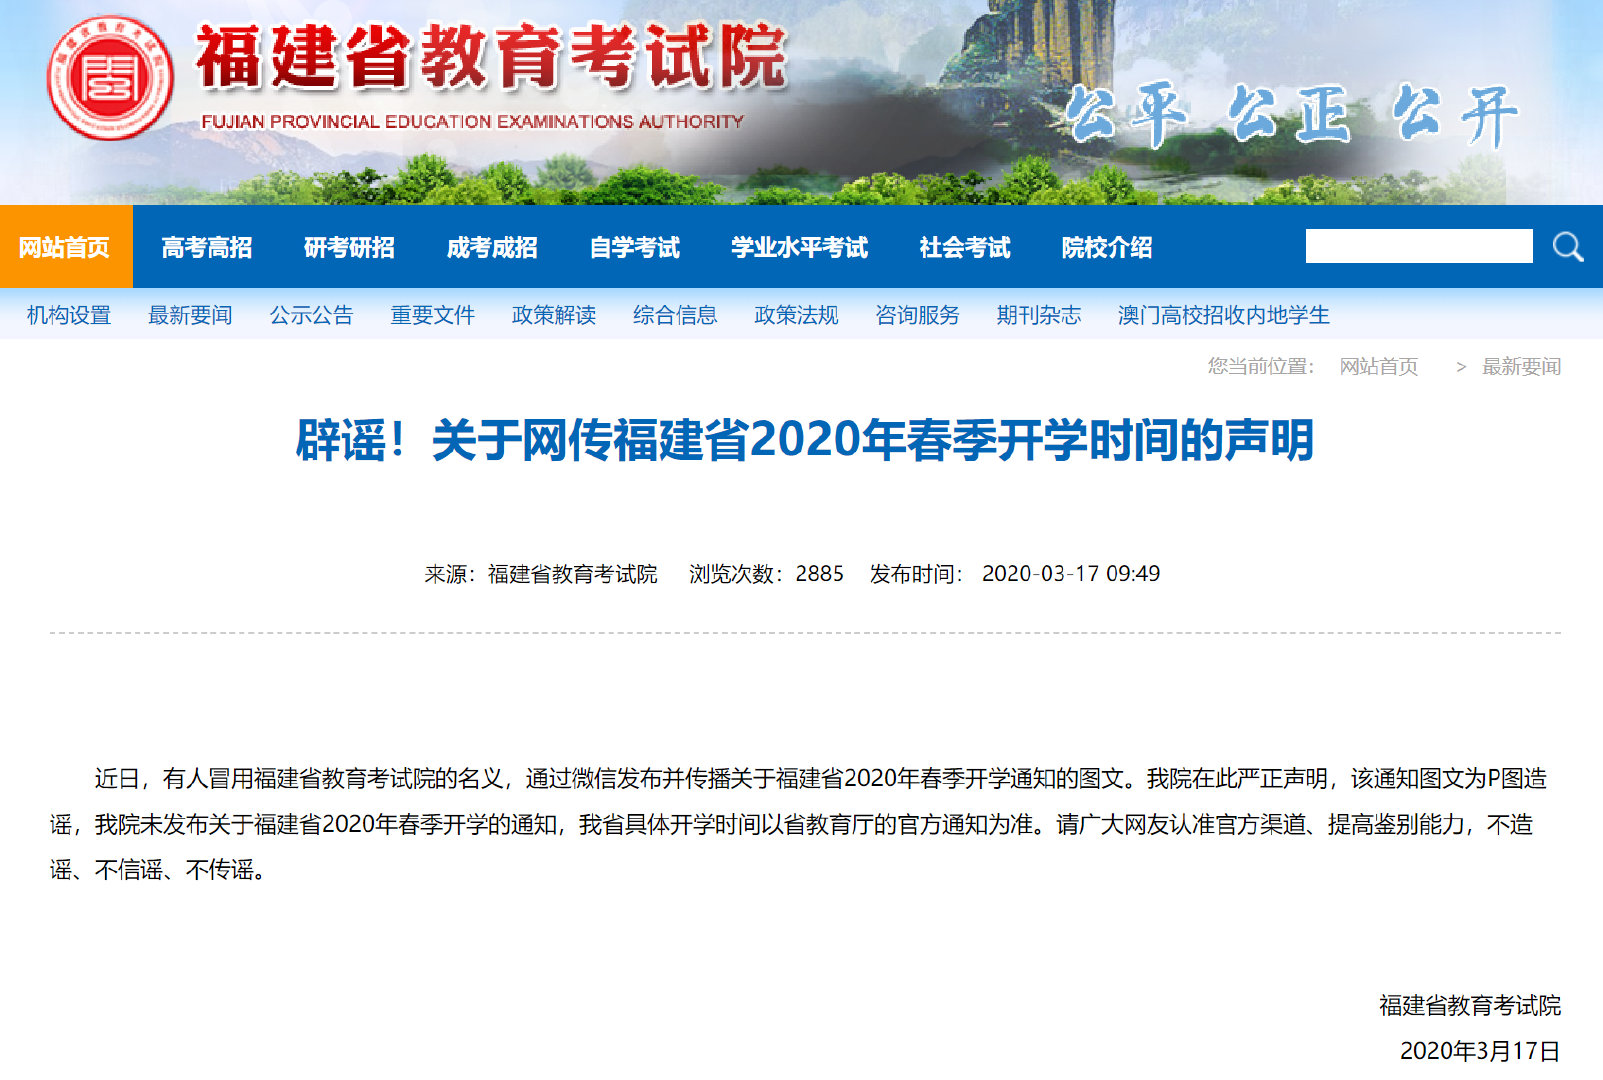 福建省教育考试院
FUJIAN PROVINCIAL EDUCATION EXAMINATIONS AUTHORITY
公平 公正 公开
网站首页 高考高招 研考研招 成考成招 自学考试 学业水平考试 社会考试 院校介绍
机构设置 最新要闻 公示公告 重要文件 政策解读 综合信息 政策法规 咨询服务 期刊杂志 澳门高校招收内地学生
您当前位置： 网站首页 > 最新要闻
辟谣！关于网传福建省2020年春季开学时间的声明
来源：福建省教育考试院 浏览次数：2885 发布时间： 2020-03-17 09:49
近日，有人冒用福建省教育考试院的名义，通过微信发布并传播关于福建省2020年春季开学通知的图文。我院在此严正声明，该通知图文为P图造
谣，我院未发布关于福建省2020年春季开学的通知，我省具体开学时间以省教育厅的官方通知为准。请广大网友认准官方渠道、提高鉴别能力，不造
谣、不信谣、不传谣。
福建省教育考试院
2020年3月17日